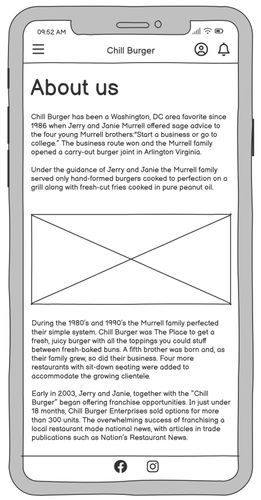 09:52 AM
Chill Burger
About us
Chill Burger has been a Washington, DC area favorite since
1986 when Jerry and Janie Murrell offered sage advice to
the four young Murrell brothers:"Start a business or go to
college." The business route won and the Murrell family
opened a carry-out burger joint in Arlington Virginia.
Under the guidance of Jerry and Janie the Murrell family
served only hand-formed burgers cooked to perfection on a
grill along with fresh-cut fries cooked in pure peanut oil.
During the 1980's and 1990's the Murrell family perfected
their simple system. Chill Burger was The Place to get a
fresh, juicy burger with all the toppings you could stuff
between fresh-baked buns. A fifth brother was born and, as
their family grew, so did their business. Four more
restaurants with sit-down seating were added to
accommodate the growing clientele.
Early in 2003, Jerry and Janie, together with the "Chill
Burger" began offering franchise opportunities. In just under
18 months, Chill Burger Enterprises sold options for more
than 300 units. The overwhelming success of franchising a
local restaurant made national news, with articles in trade
publications such as Nation's Restaurant News.